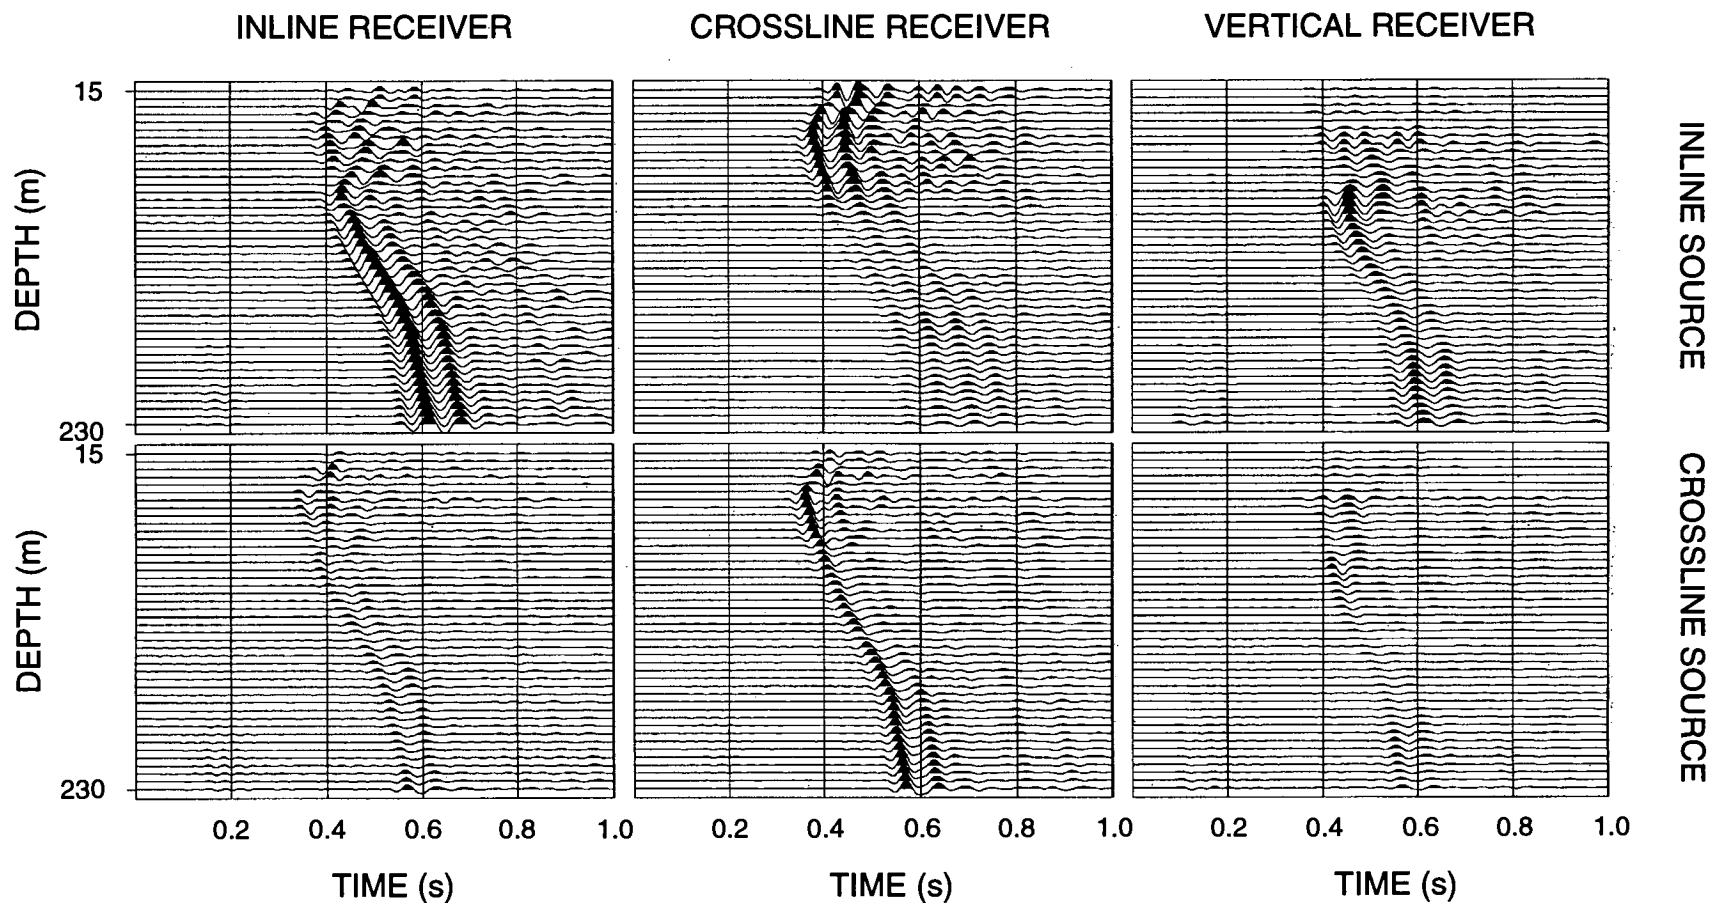 INLINE RECEIVER CROSSLINE RECEIVER VERTICAL RECEIVER
15
DEPTH (m)
INLINE SOURCE
230
15
DEPTH (m)
CROSSLINE SOURCE
230
0.2 0.4 0.6 0.8 1.0 0.2 0.4 0.6 0.8 1.0 0.2 0.4 0.6 0.8 1.0
TIME (s) TIME (s) TIME (s)